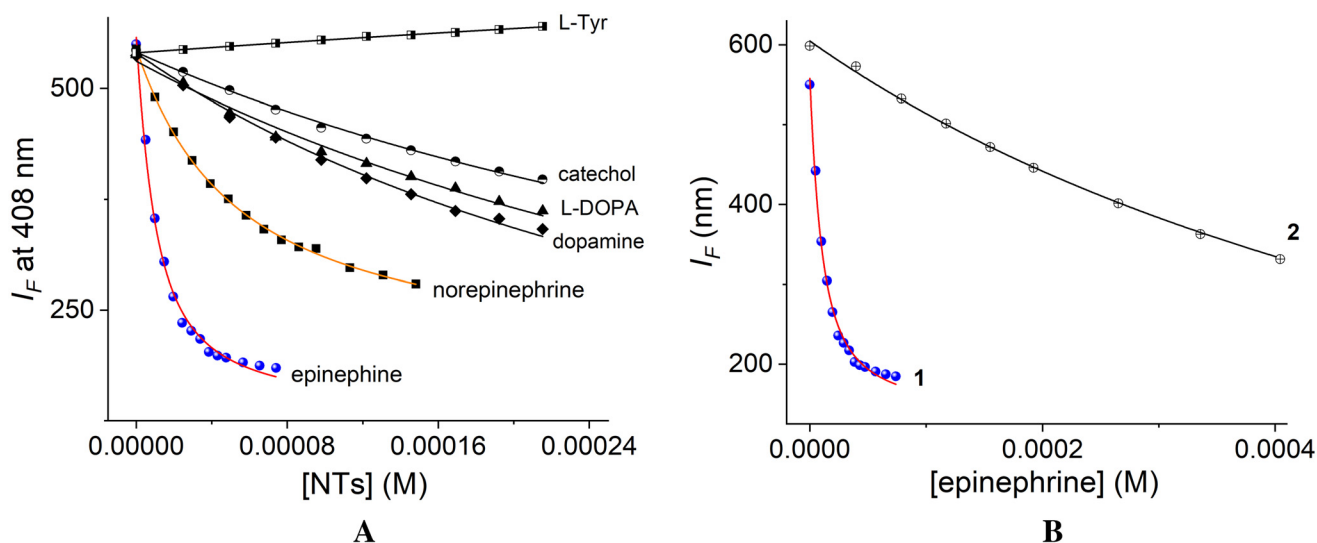 L-Tyr
500
catechol
L-DOPA
dopamine
250
norepinephrine
epinephine
I_F at 408 nm
0.00000
0.00008
0.00016
0.00024
[NTs] (M)
A
600
400
200
I_F (nm)
2
1
0.0000
0.0002
0.0004
[epinephrine] (M)
B